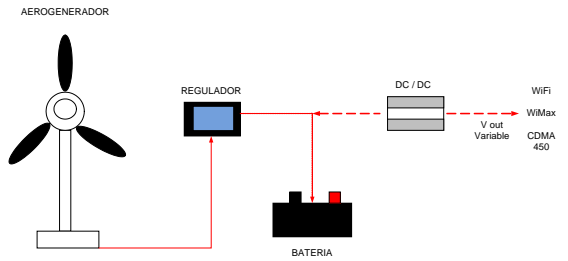 AEROGENERADOR
REGULADOR
DC / DC
WiFi
WiMax
V out
Variable
CDMA
450
BATERIA